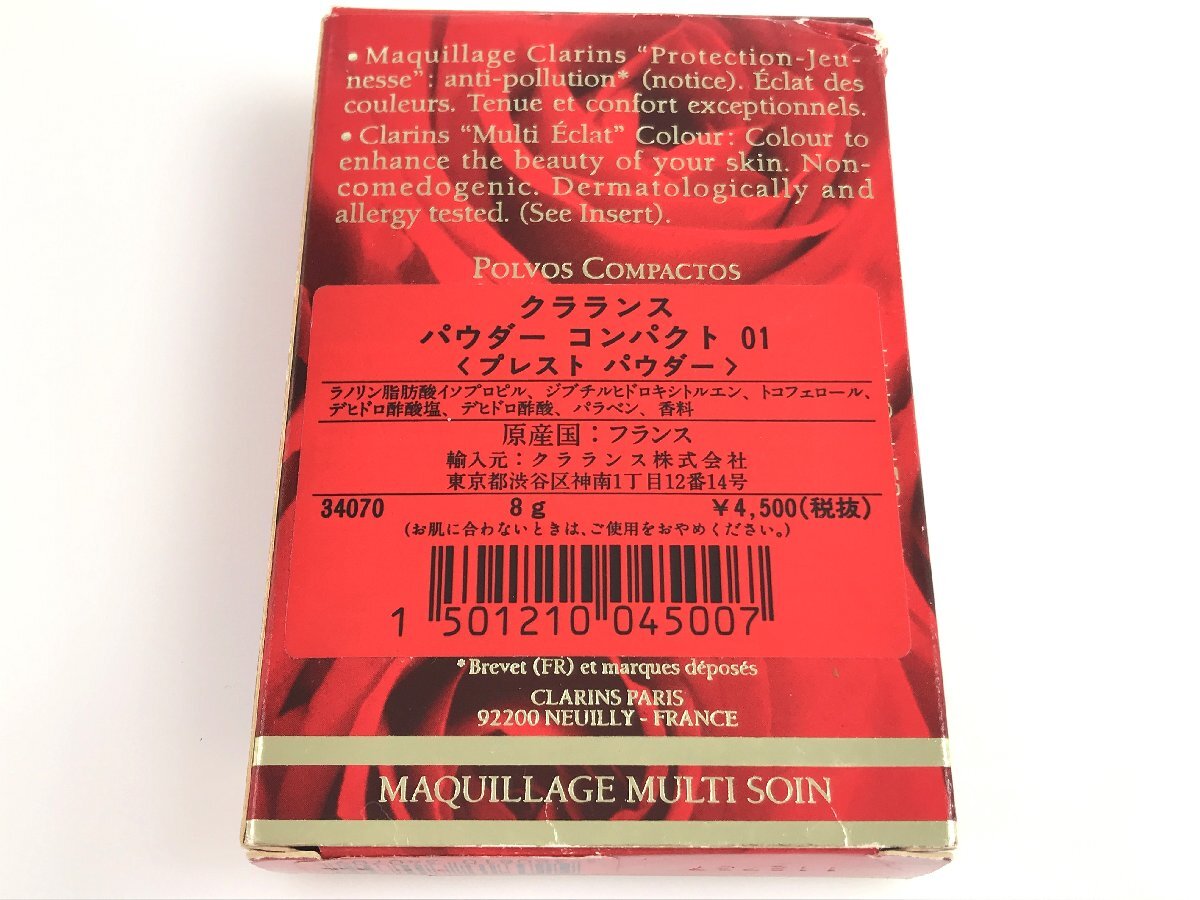 • Maquillage Clarins “Protection-Jeu-
nesse”: anti-pollution* (notice). Éclat des
couleurs. Tenue et confort exceptionnels.
• Clarins “Multi Éclat” Colour: Colour to
enhance the beauty of your skin. Non-
comedogenic. Dermatologically and
allergy tested. (See Insert).
POLVOS COMPACTOS
クラランス
パウダー コンパクト 01
〈プレスト パウダー〉
ラノリン脂肪酸イソプロピル、ジブチルヒドロキシトルエン、トコフェロール、
デヒドロ酢酸塩、デヒドロ酢酸、パラベン、香料
原産国：フランス
輸入元：クラランス株式会社
東京都渋谷区神南1丁目12番14号
34070 8g ￥4,500(税抜)
(お肌に合わないときは、ご使用をおやめください。)
1 501210 045007
*Brevet (FR) et marques déposés
CLARINS PARIS
92200 NEUILLY - FRANCE
MAQUILLAGE MULTI SOIN